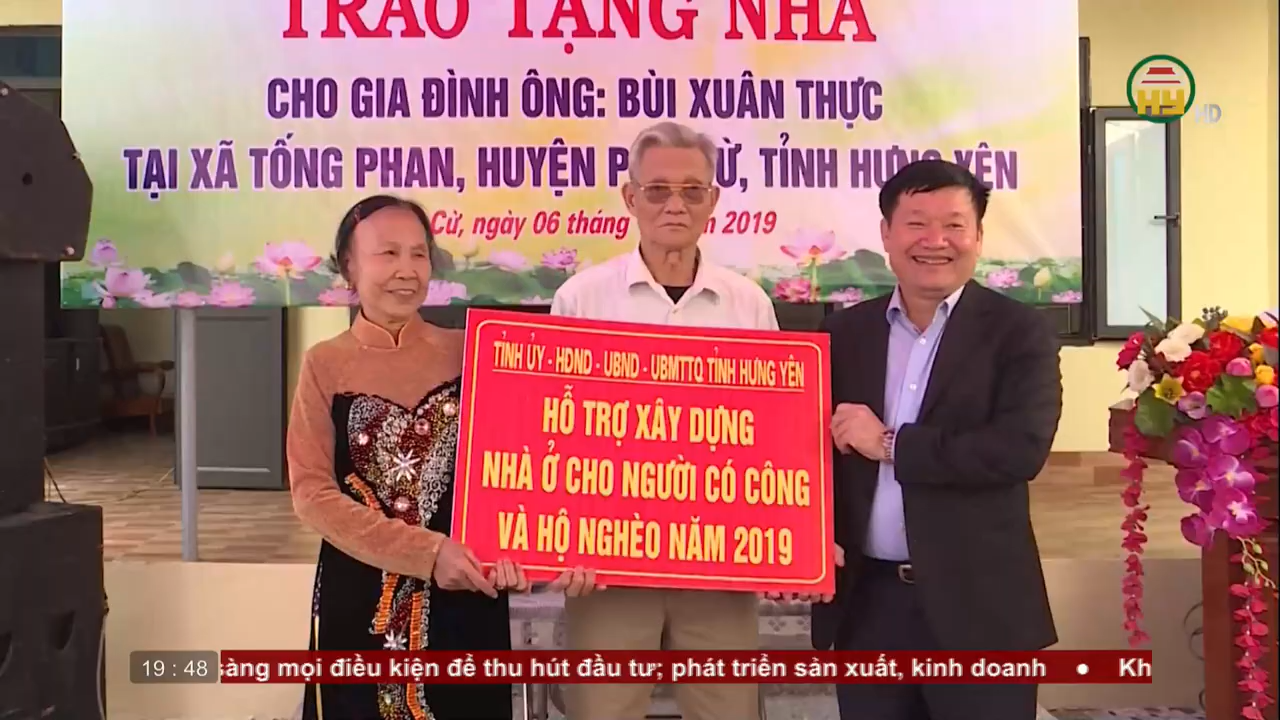 TRAO TẶNG NHÀ
CHO GIA ĐÌNH ÔNG: BÙI XUÂN THỰC
TẠI XÃ TỐNG PHAN, HUYỆN P Ừ, TỈNH HƯNG YÊN
Cừ, ngày 06 tháng 2019
HY HD
TỈNH ỦY - HĐND - UBND - UBMTTQ TỈNH HƯNG YÊN
HỖ TRỢ XÂY DỰNG
NHÀ Ở CHO NGƯỜI CÓ CÔNG
VÀ HỘ NGHÈO NĂM 2019
19 : 48 sàng mọi điều kiện để thu hút đầu tư; phát triển sản xuất, kinh doanh • Kh